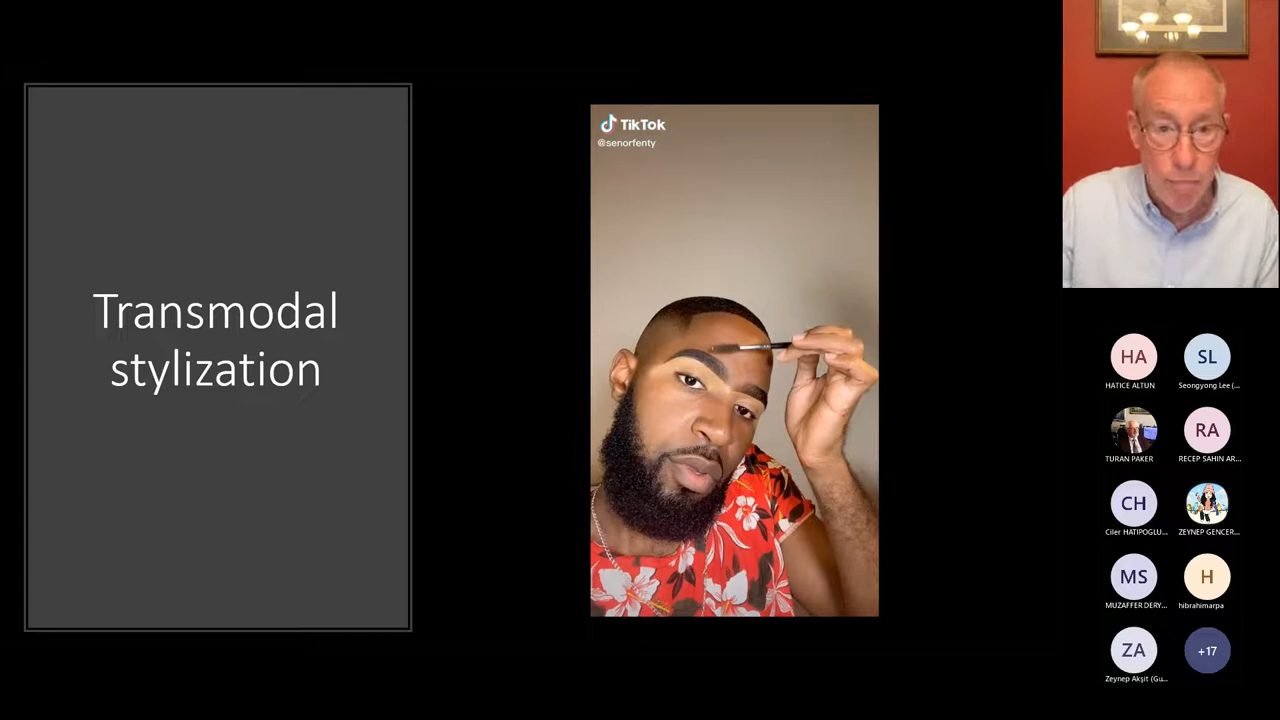 Transmodal
stylization
TikTok
@senorfenty
HA
HATICE ALTUN
SL
Seongyong Lee (...
TURAN PAKER
RA
RECEP SAHIN AR...
CH
Ciler HATIPOGLU...
ZEYNEP GENCER...
MS
MUZAFFER DERY...
H
hibrahimarpa
ZA
Zeynep Akşit (Gu...
+17